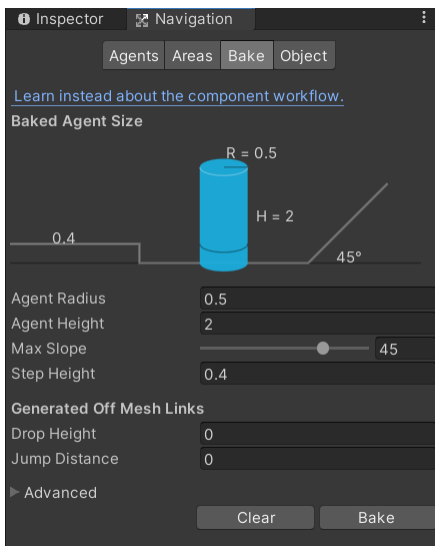 Inspector Navigation
Agents Areas Bake Object
Learn instead about the component workflow.
Baked Agent Size
R = 0.5
0.4
H = 2
45°
Agent Radius 0.5
Agent Height 2
Max Slope 45
Step Height 0.4
Generated Off Mesh Links
Drop Height 0
Jump Distance 0
Advanced
Clear Bake